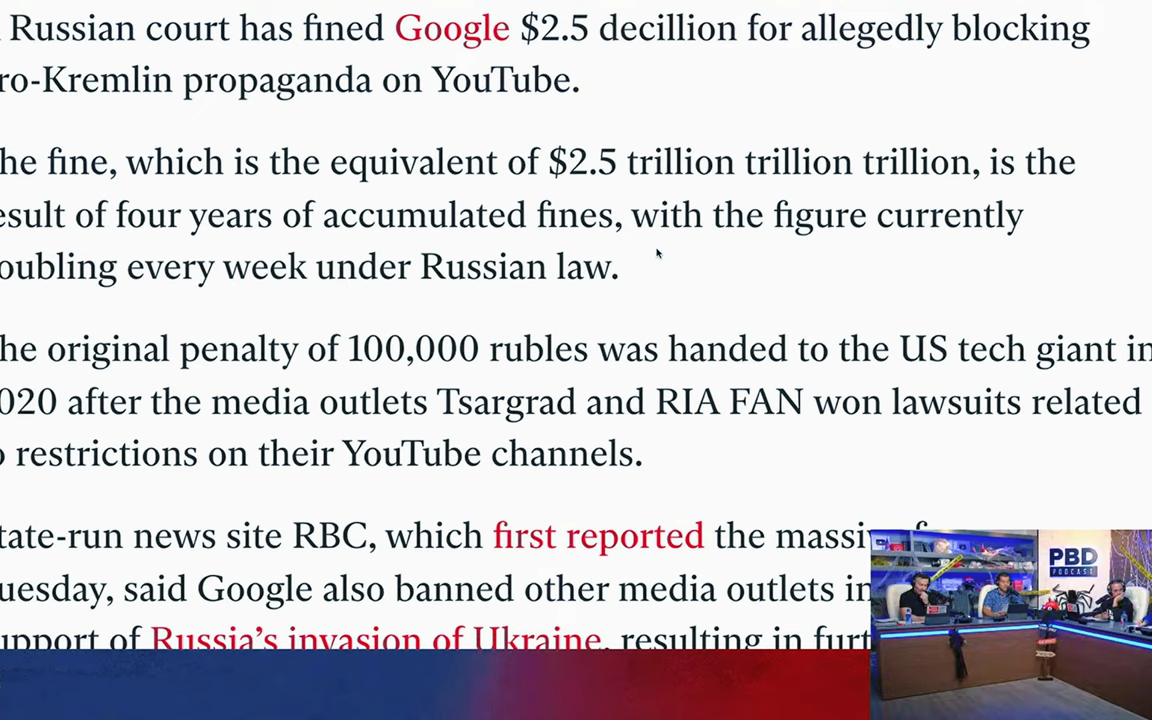 Russian court has fined Google $2.5 decillion for allegedly blocking
ro-Kremlin propaganda on YouTube.
he fine, which is the equivalent of $2.5 trillion trillion trillion, is the
esult of four years of accumulated fines, with the figure currently
oubling every week under Russian law.
he original penalty of 100,000 rubles was handed to the US tech giant in
020 after the media outlets Tsargrad and RIA FAN won lawsuits related
o restrictions on their YouTube channels.
tate-run news site RBC, which first reported the massiv
uesday, said Google also banned other media outlets in
upport of Russia's invasion of Ukraine, resulting in furt
PBD
PODCAST